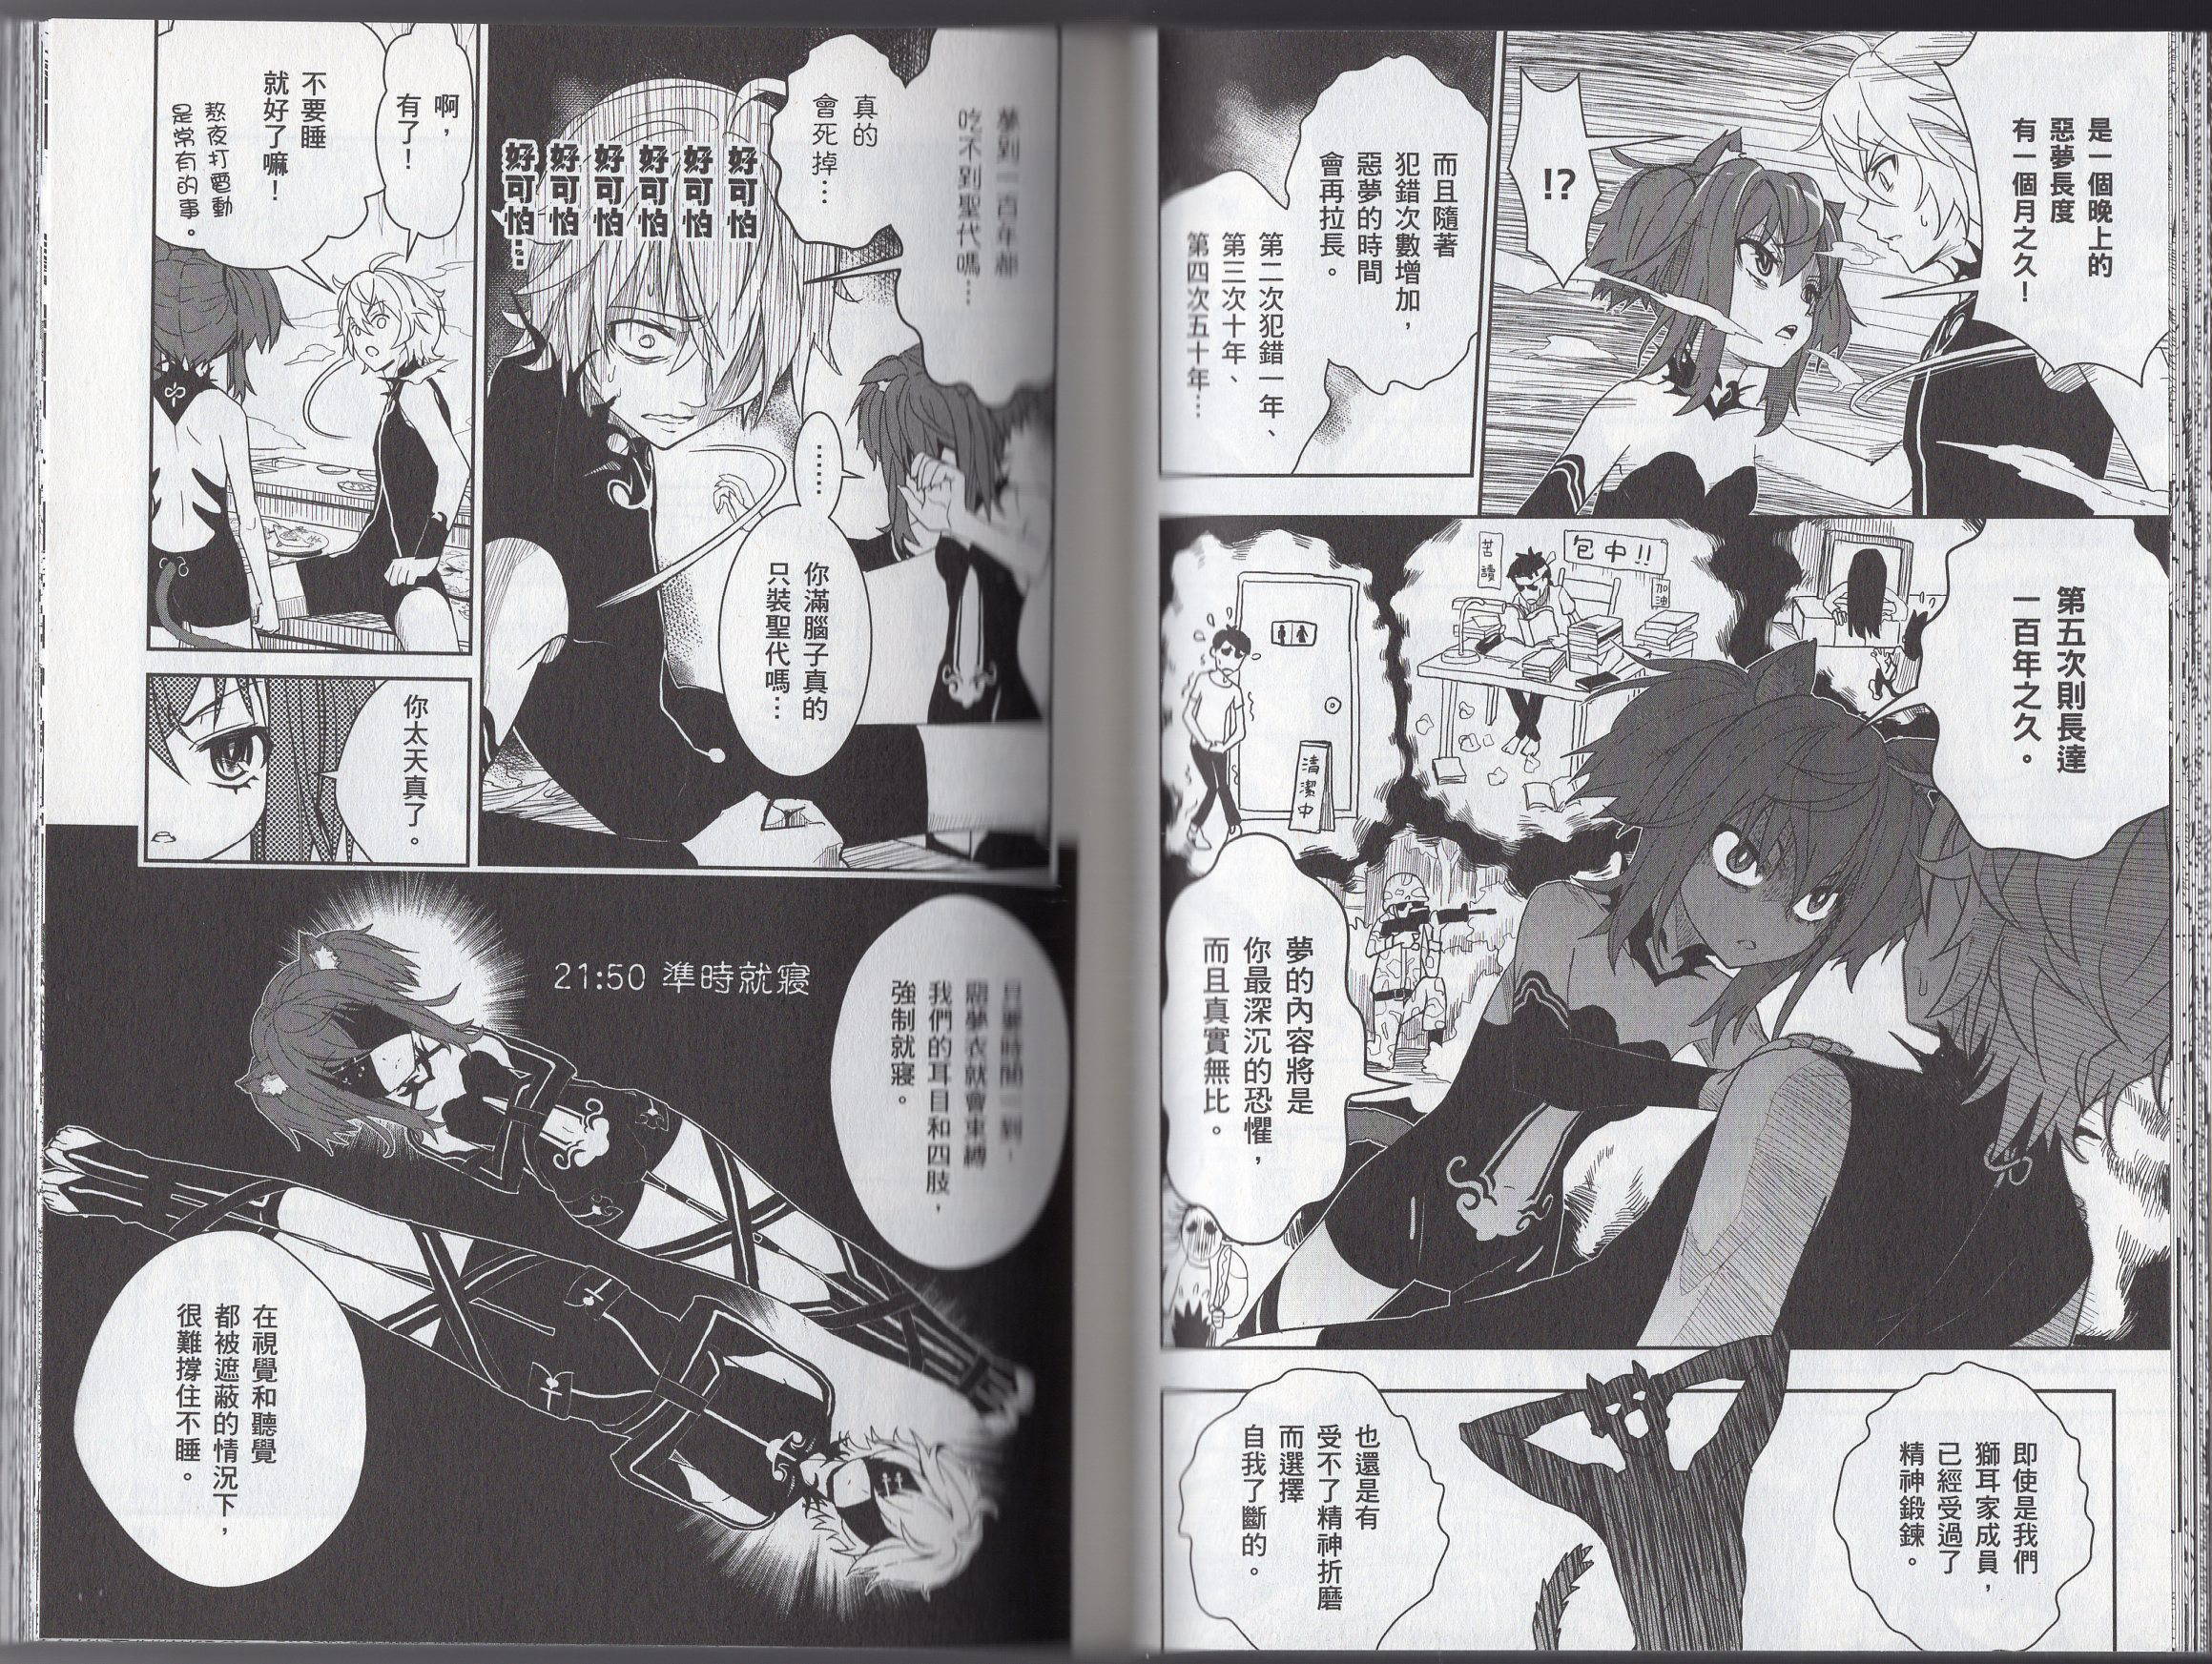 是一個晚上的
惡夢長度
有一個月之久！
!?
而且隨著
犯錯次數增加，
惡夢的時間
會再拉長。
第二次犯錯一年、
第三次十年、
第四次五十年…
第五次則長達
一百年之久。
包中!!
苦讀
加油
清潔中
夢的內容將是
你最深沉的恐懼，
而且真實無比。
即使是我們
獅耳家成員，
已經受過了
精神鍛鍊。
也還是有
受不了精神折磨
而選擇
自我了斷的。
夢到一百年都
吃不到聖代嗎…
真的
會死掉…
好可怕
好可怕
好可怕
好可怕
好可怕
好可怕…
……
你滿腦子真的
只裝聖代嗎…
啊，
有了！
不要睡
就好了嘛！
熬夜打電動
是常有的事。
你太天真了。
只要時間一到，
惡夢衣就會束縛
我們的耳目和四肢，
強制就寢。
21:50 準時就寢
在視覺和聽覺
都被遮蔽的情況下，
很難撐住不睡。